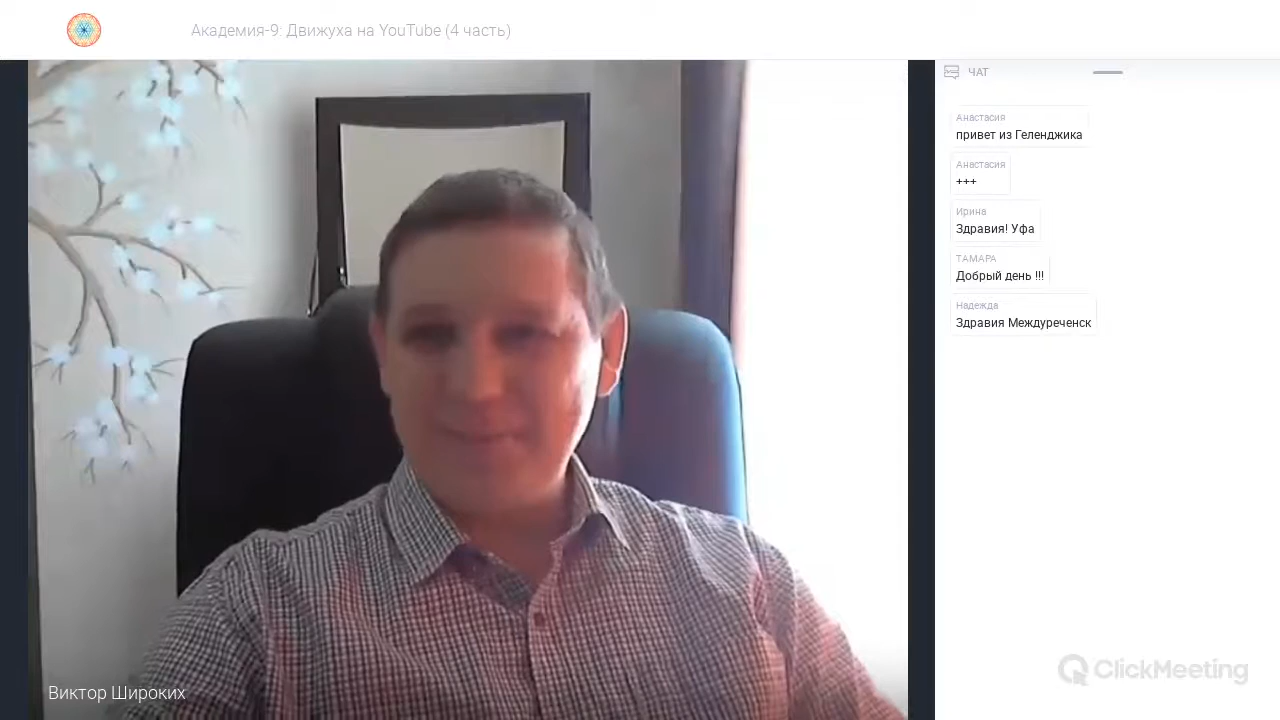 Академия-9: Движуха на YouTube (4 часть)
ЧАТ
Анастасия
привет из Геленджика
Анастасия
+++
Ирина
Здравия! Уфа
ТАМАРА
Добрый день !!!
Надежда
Здравия Междуреченск
Виктор Широких
ClickMeeting